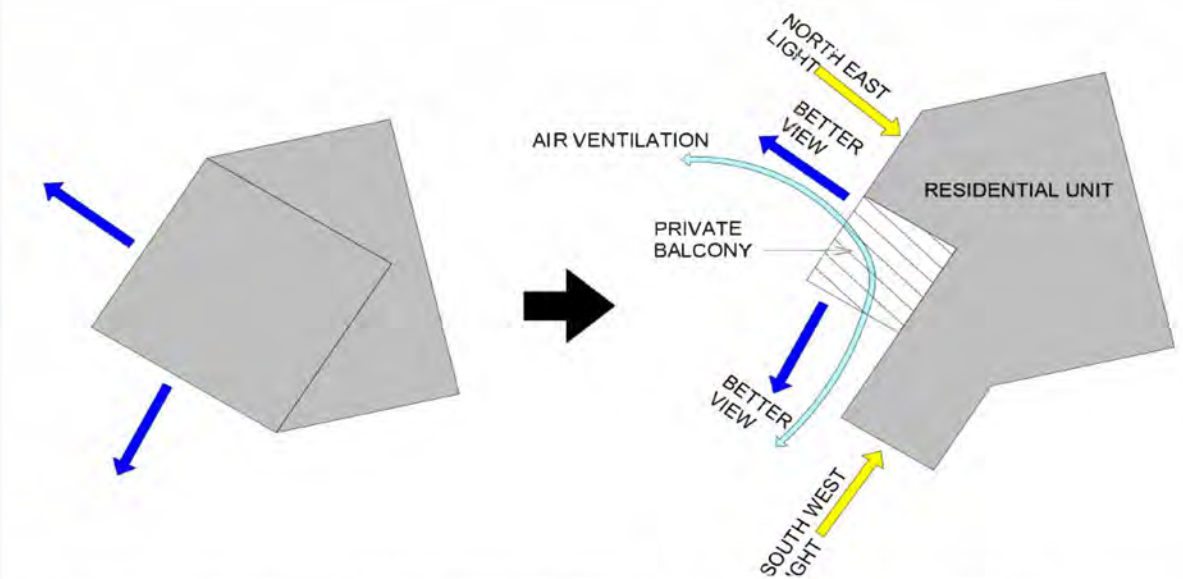 NORTH EAST
LIGHT
BETTER
VIEW
AIR VENTILATION
RESIDENTIAL UNIT
PRIVATE
BALCONY
BETTER
VIEW
SOUTH WEST